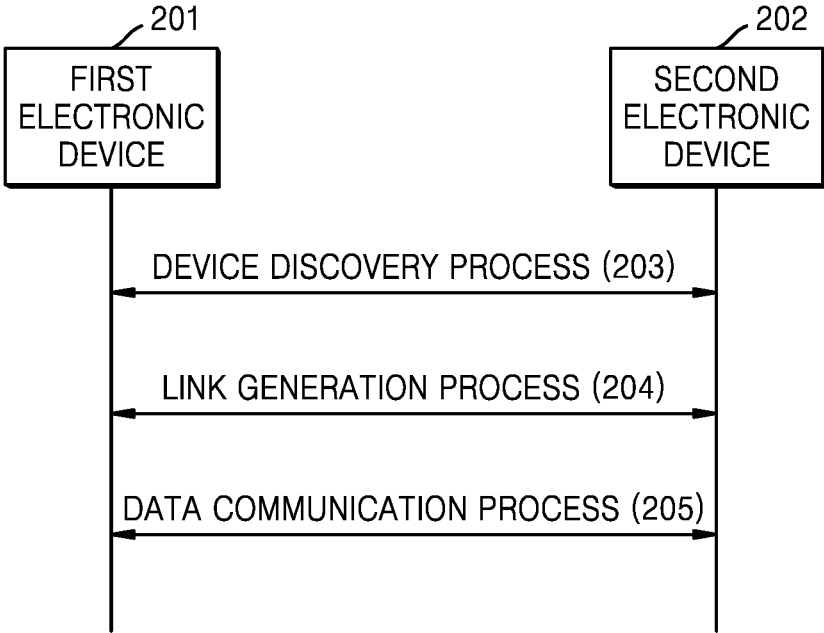 201
FIRST
ELECTRONIC
DEVICE
202
SECOND
ELECTRONIC
DEVICE
DEVICE DISCOVERY PROCESS (203)
LINK GENERATION PROCESS (204)
DATA COMMUNICATION PROCESS (205)